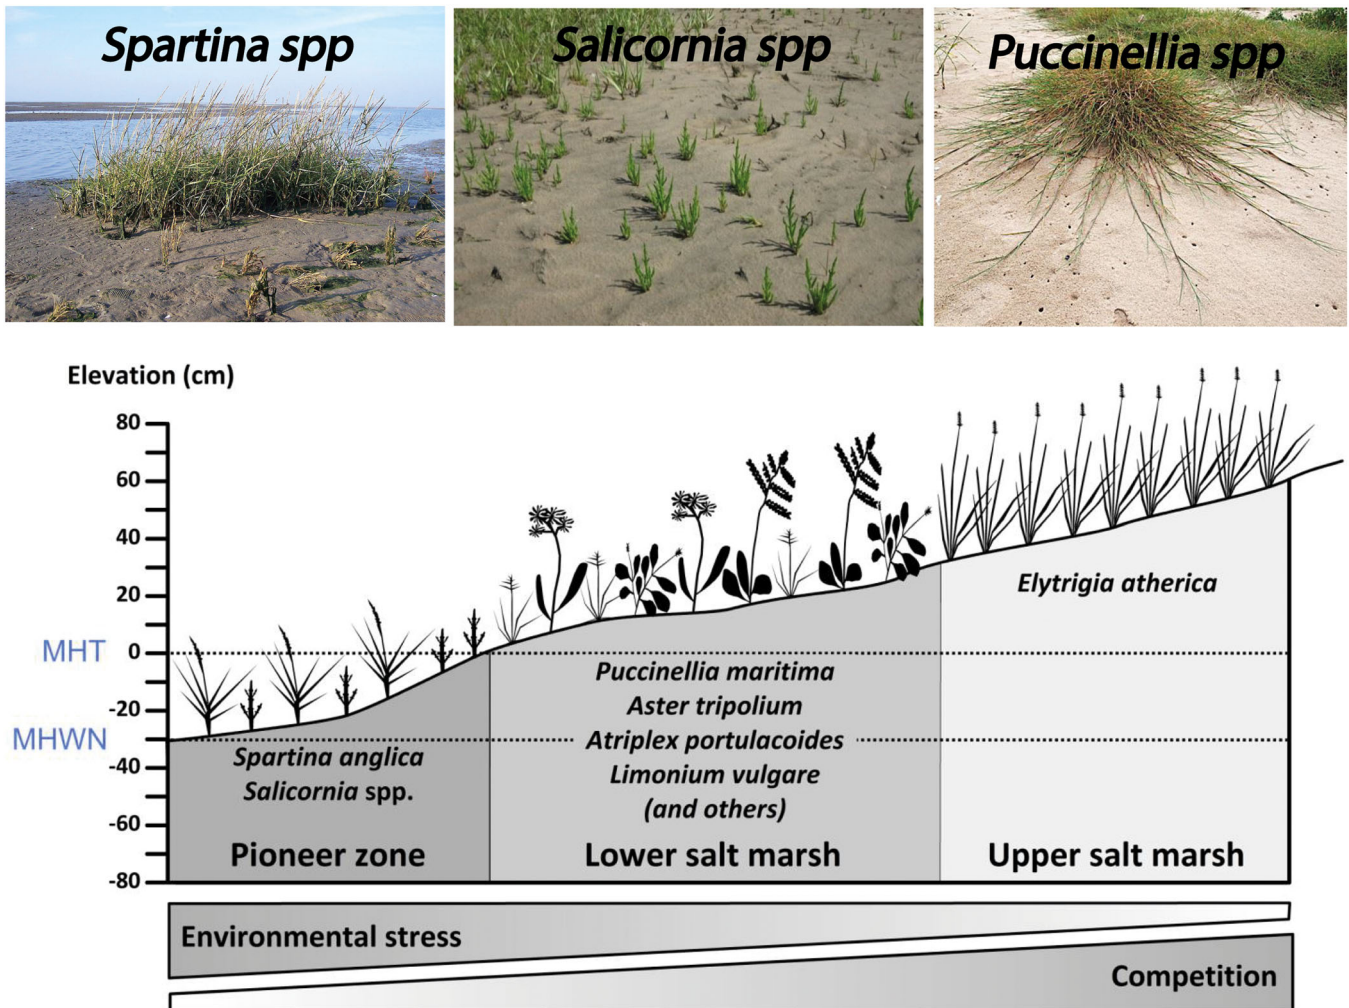 Spartina spp
Salicornia spp
Puccinellia spp
Elevation (cm)
80
60
40
20
MHT 0
-20
MHWN
-40
-60
-80
Spartina anglica
Salicornia spp.
Pioneer zone
Puccinellia maritima
Aster tripolium
Atriplex portulacoides
Limonium vulgare
(and others)
Lower salt marsh
Elytrigia atherica
Upper salt marsh
Environmental stress
Competition